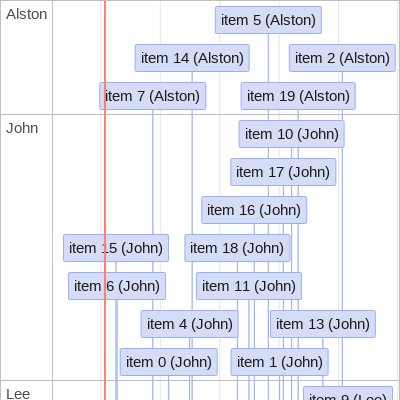 Alston
item 5 (Alston)
item 14 (Alston)
item 2 (Alston)
item 7 (Alston)
item 19 (Alston)
John
item 10 (John)
item 17 (John)
item 16 (John)
item 15 (John)
item 18 (John)
item 6 (John)
item 11 (John)
item 4 (John)
item 13 (John)
item 0 (John)
item 1 (John)
Lee
item 9 (Lee)